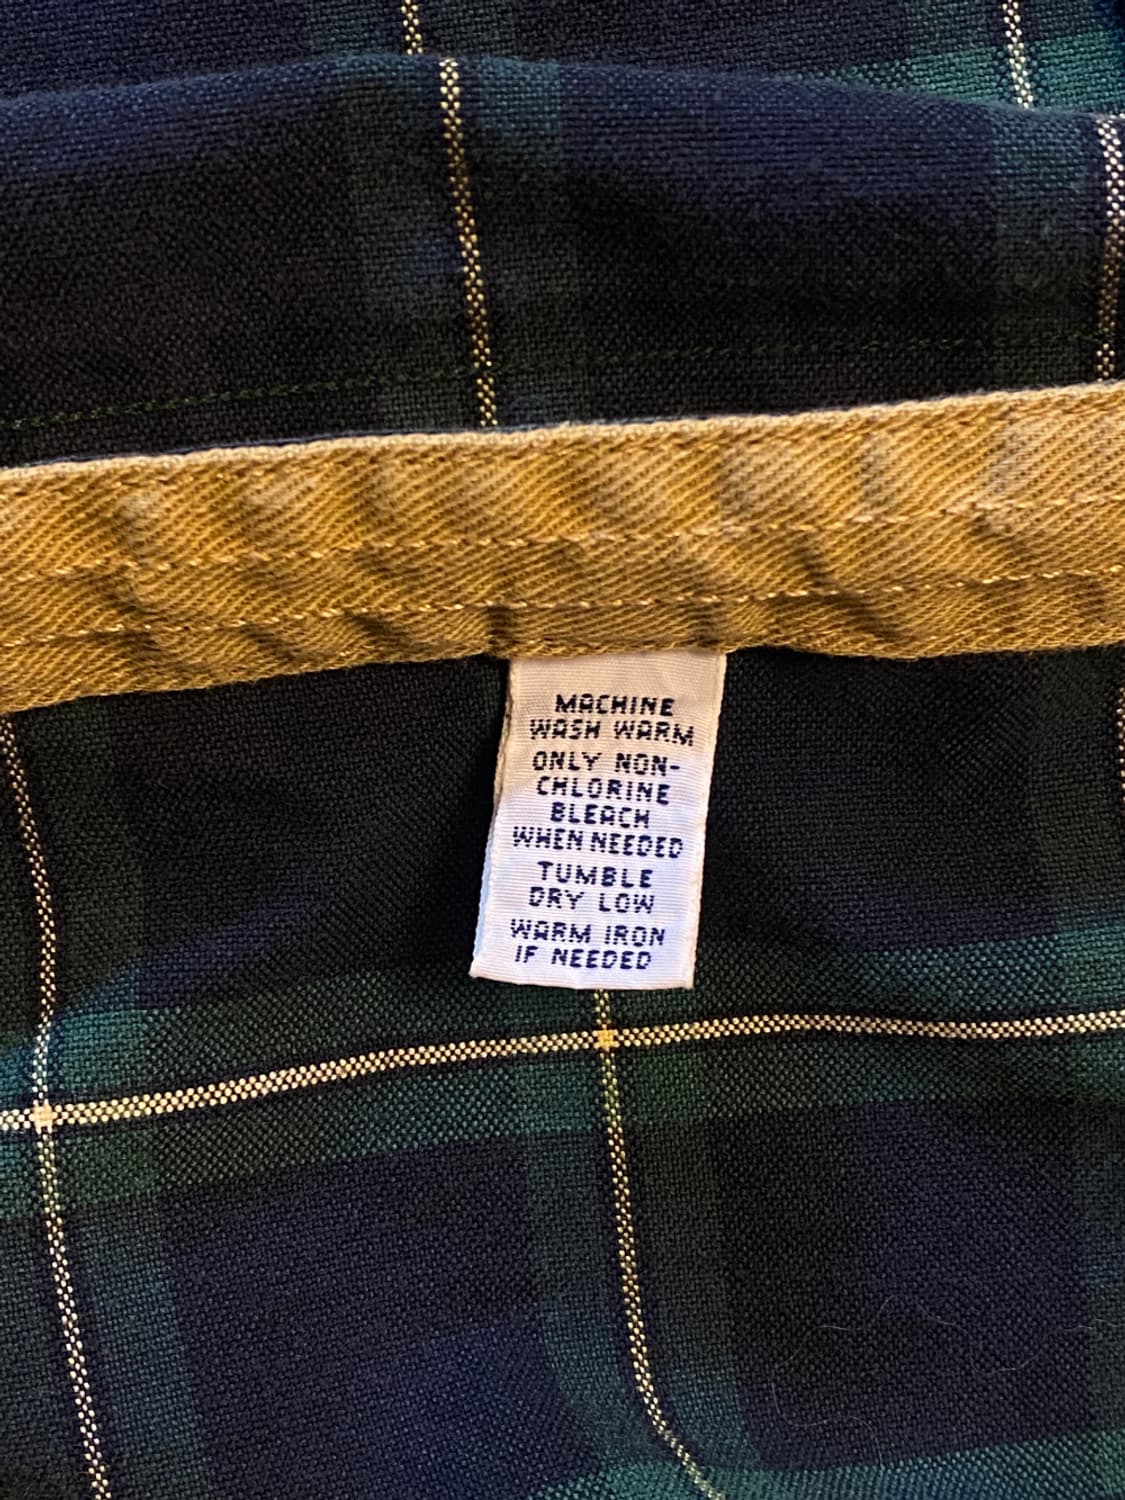 MACHINE
WASH WARM
ONLY NON-
CHLORINE
BLEACH
WHEN NEEDED
TUMBLE
DRY LOW
WARM IRON
IF NEEDED